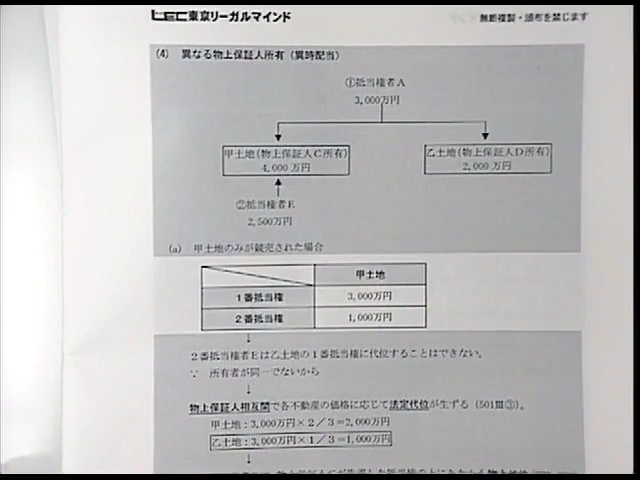 LEC東京リーガルマインド
無断複製・頒布を禁じます
(4) 異なる物上保証人所有（異時配当）
①抵当権者A
3,000万円
甲土地(物上保証人C所有)
4,000万円
乙土地(物上保証人D所有)
2,000万円
②抵当権者E
2,500万円
(a) 甲土地のみが競売された場合
甲土地
1番抵当権 3,000万円
2番抵当権 1,000万円
↓
2番抵当権者Eは乙土地の1番抵当権に代位することはできない。
∵ 所有者が同一でないから
↓
物上保証人相互間で各不動産の価格に応じて法定代位が生ずる（501Ⅲ③）。
甲土地：3,000万円×2／3＝2,000万円
乙土地：3,000万円×1／3＝1,000万円
↓